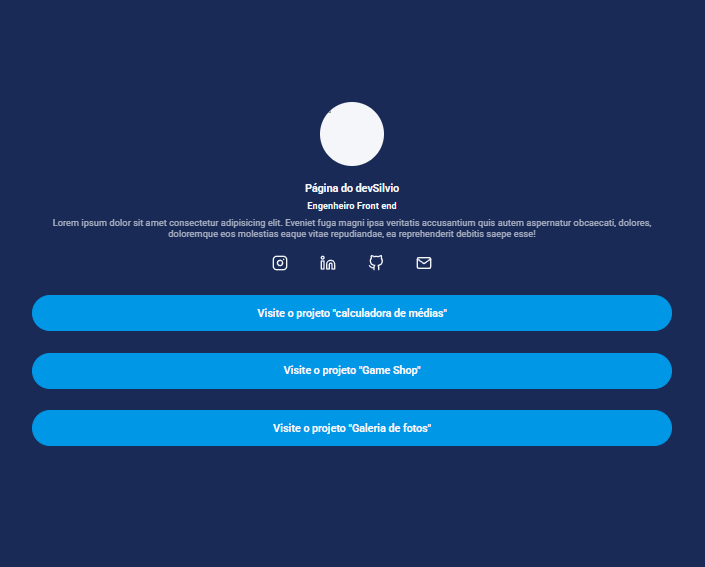 Página do devSilvio
Engenheiro Front end
Lorem ipsum dolor sit amet consectetur adipisicing elit. Eveniet fuga magni ipsa veritatis accusantium quis autem aspernatur obcaecati, dolores,
doloremque eos molestias eaque vitae repudiandae, ea reprehenderit debitis saepe esse!
Visite o projeto "calculadora de médias"
Visite o projeto "Game Shop"
Visite o projeto "Galeria de fotos"